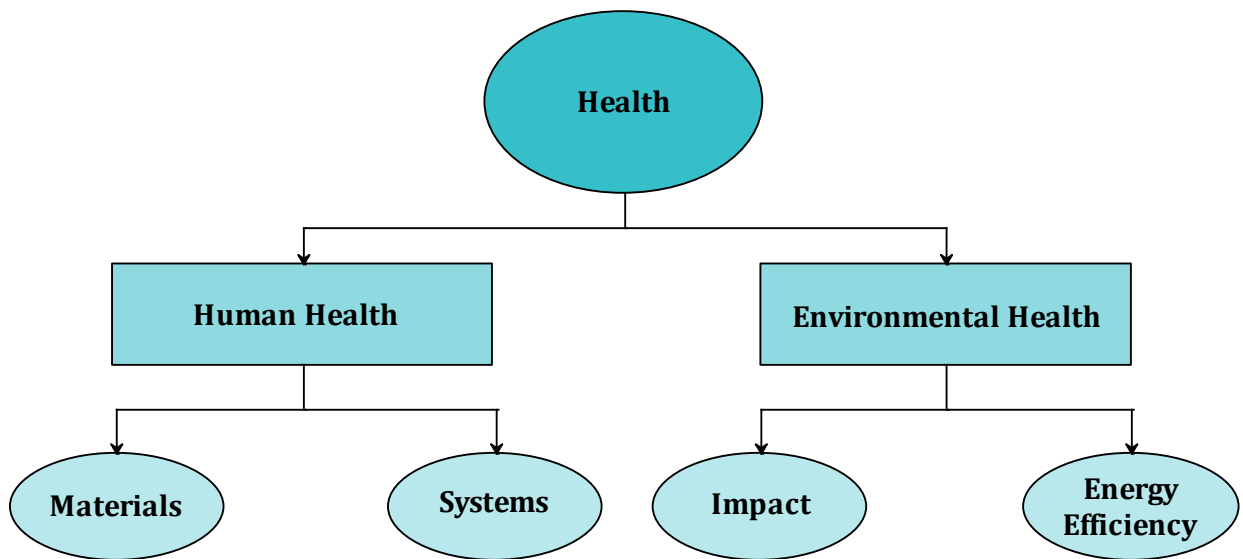 Health
Human Health
Environmental Health
Materials
Systems
Impact
Energy
Efficiency